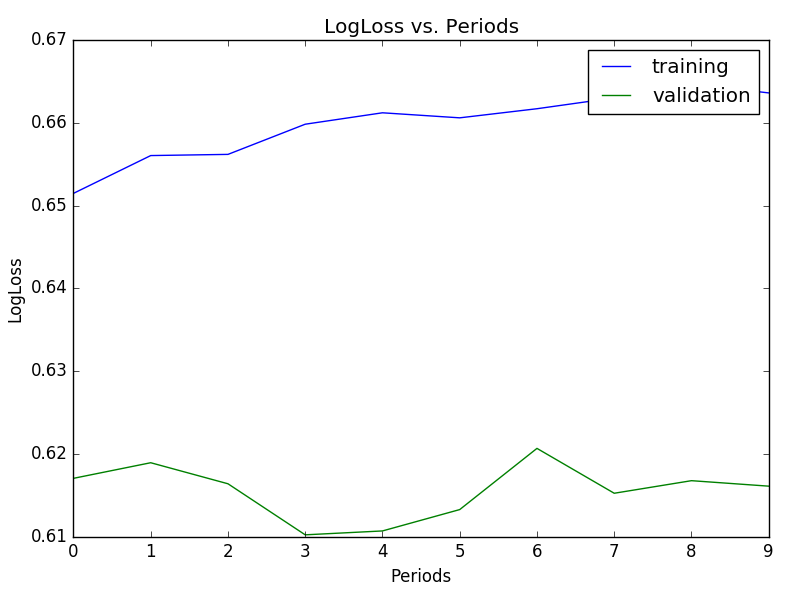 LogLoss vs. Periods
0.67
training
validation
0.66
0.65
0.64
LogLoss
0.63
0.62
0.61
0 1 2 3 4 5 6 7 8 9
Periods